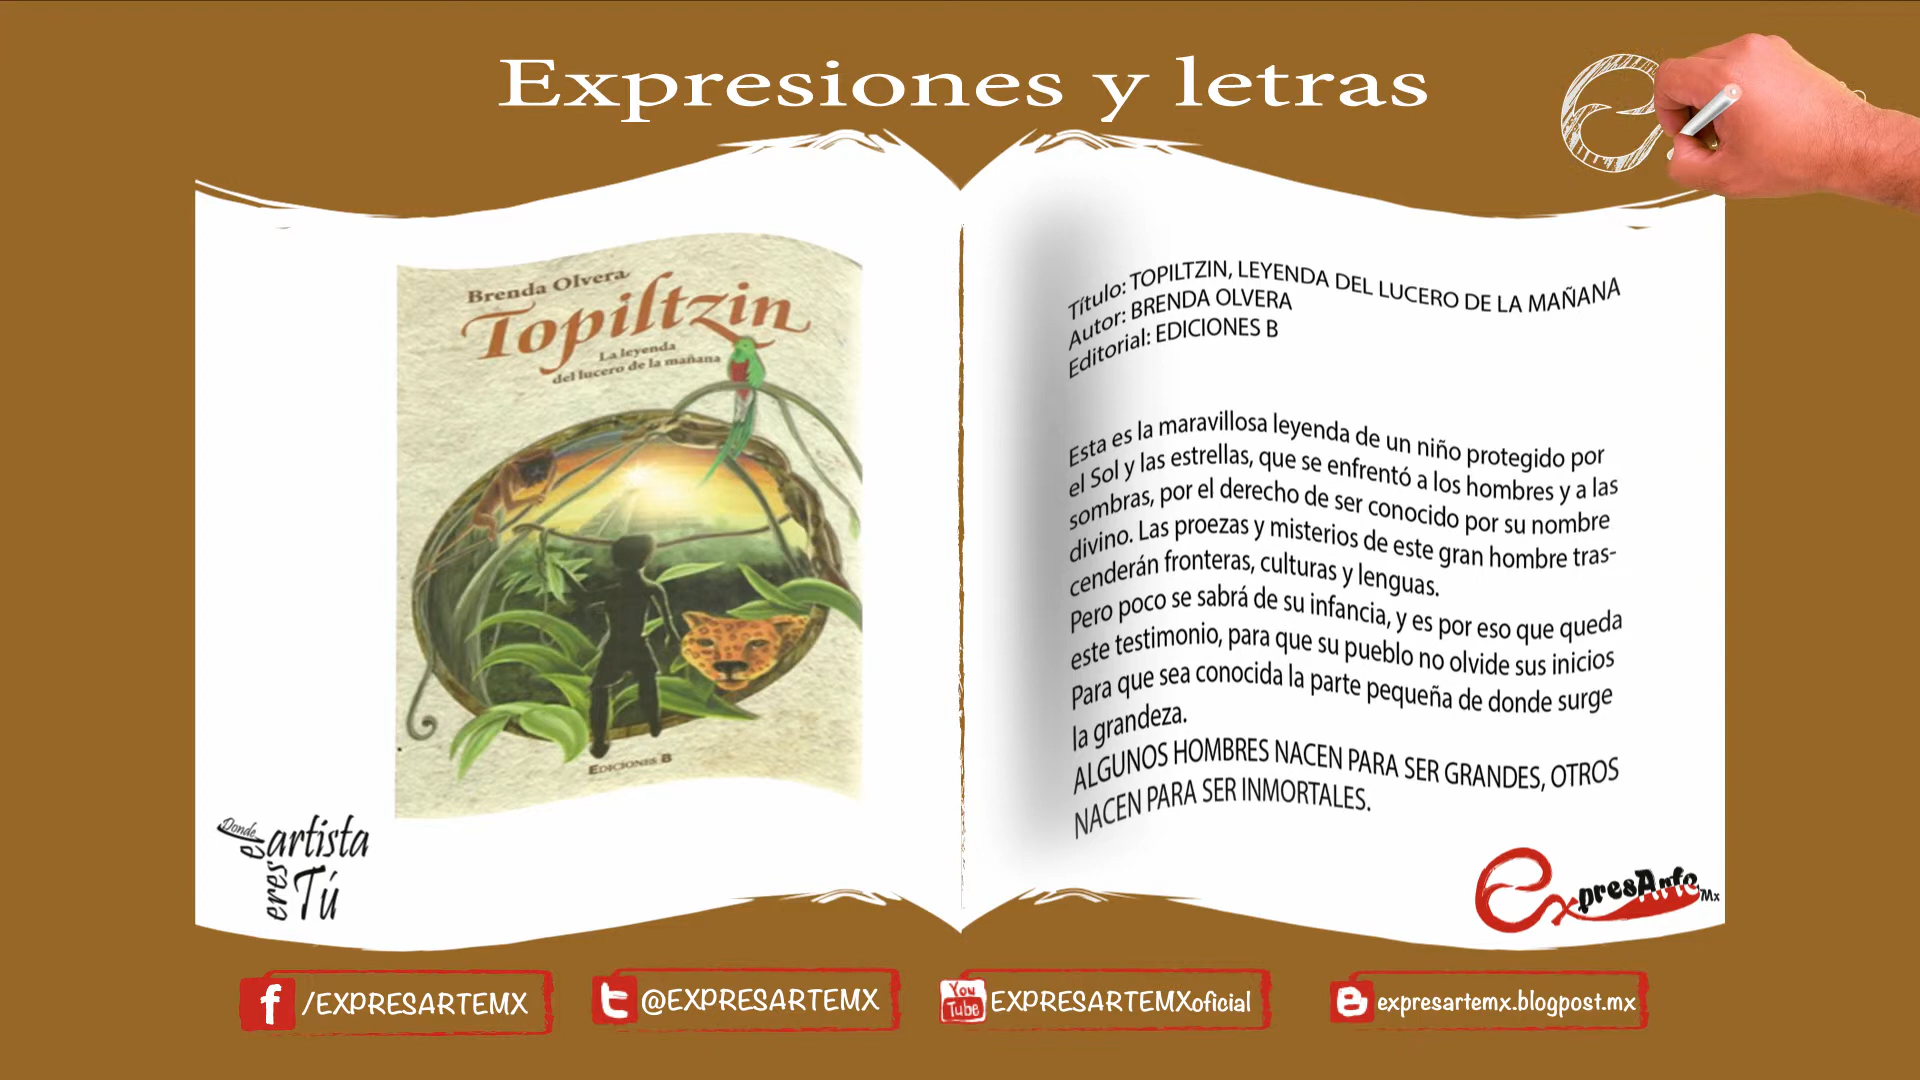 Expresiones y letras
Brenda Olvera
Topiltzin
La leyenda
del lucero de la mañana
EDICIONES B
Donde
el artista
eres Tú
Título: TOPILTZIN, LEYENDA DEL LUCERO DE LA MAÑANA
Autor: BRENDA OLVERA
Editorial: EDICIONES B
Esta es la maravillosa leyenda de un niño protegido por
el Sol y las estrellas, que se enfrentó a los hombres y a las
sombras, por el derecho de ser conocido por su nombre
divino. Las proezas y misterios de este gran hombre tras-
cenderán fronteras, culturas y lenguas.
Pero poco se sabrá de su infancia, y es por eso que queda
este testimonio, para que su pueblo no olvide sus inicios
Para que sea conocida la parte pequeña de donde surge
la grandeza.
ALGUNOS HOMBRES NACEN PARA SER GRANDES, OTROS
NACEN PARA SER INMORTALES.
ExpresArte Mx
f /EXPRESARTEMX
t @EXPRESARTEMX
You Tube EXPRESARTEMXoficial
B expresartemx.blogpost.mx